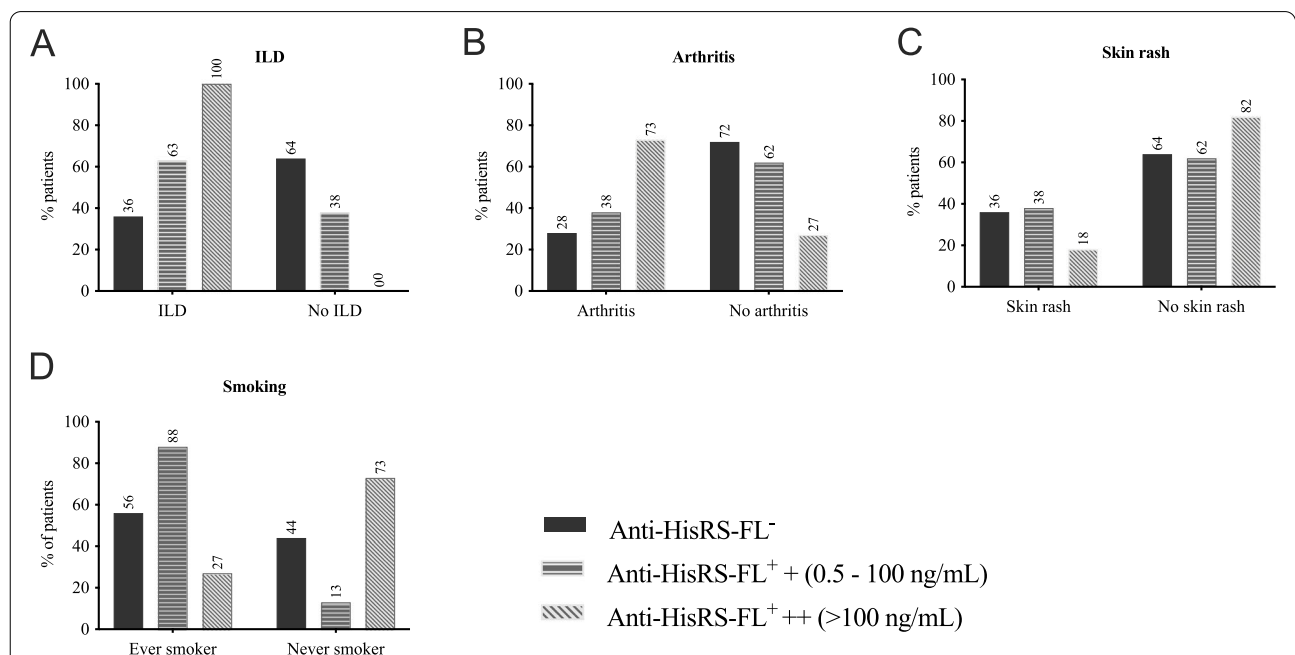 A
ILD
% patients
100
80
60
40
20
0
36
63
100
64
38
00
ILD
No ILD
B
Arthritis
% patients
100
80
60
40
20
0
28
38
73
72
62
27
Arthritis
No arthritis
C
Skin rash
% patients
100
80
60
40
20
0
36
38
18
64
62
82
Skin rash
No skin rash
D
Smoking
% of patients
100
80
60
40
20
0
56
88
27
44
13
73
Ever smoker
Never smoker
Anti-HisRS-FL⁻
Anti-HisRS-FL⁺ + (0.5 - 100 ng/mL)
Anti-HisRS-FL⁺ ++ (>100 ng/mL)